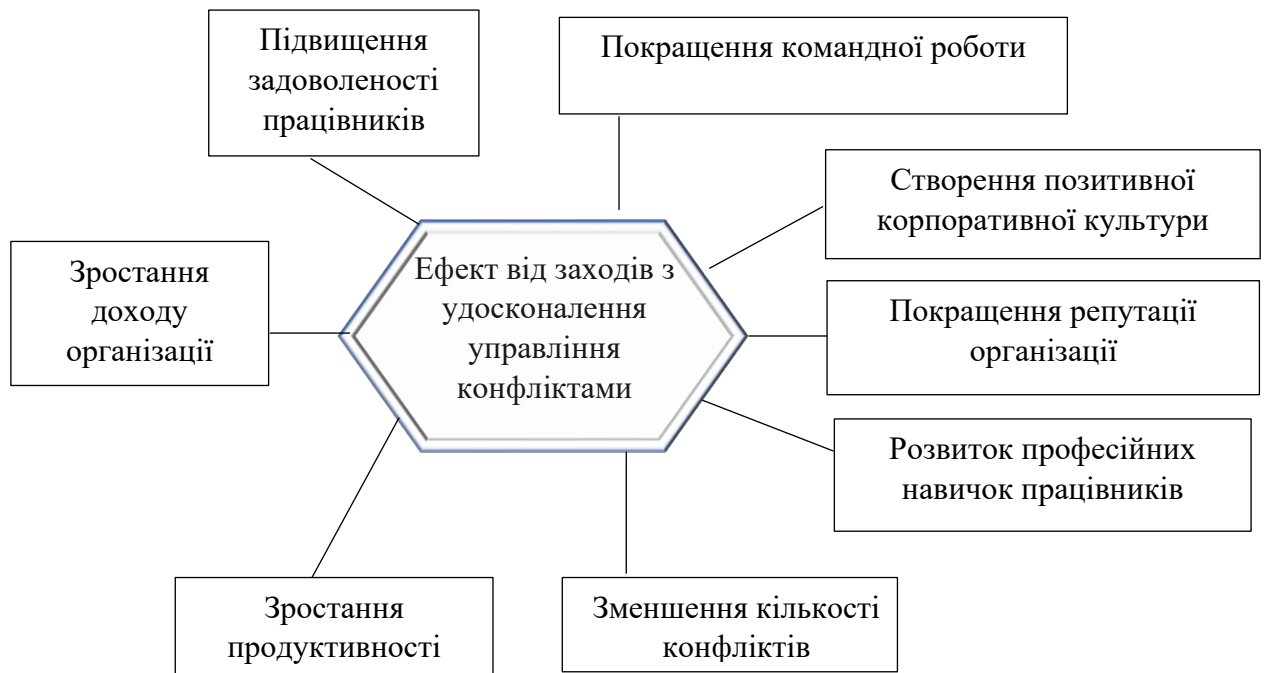 Підвищення
задоволеності
працівників
Покращення командної роботи
Створення позитивної
корпоративної культури
Зростання
доходу
організації
Ефект від заходів з
удосконалення
управління
конфліктами
Покращення репутації
організації
Розвиток професійних
навичок працівників
Зростання
продуктивності
Зменшення кількості
конфліктів